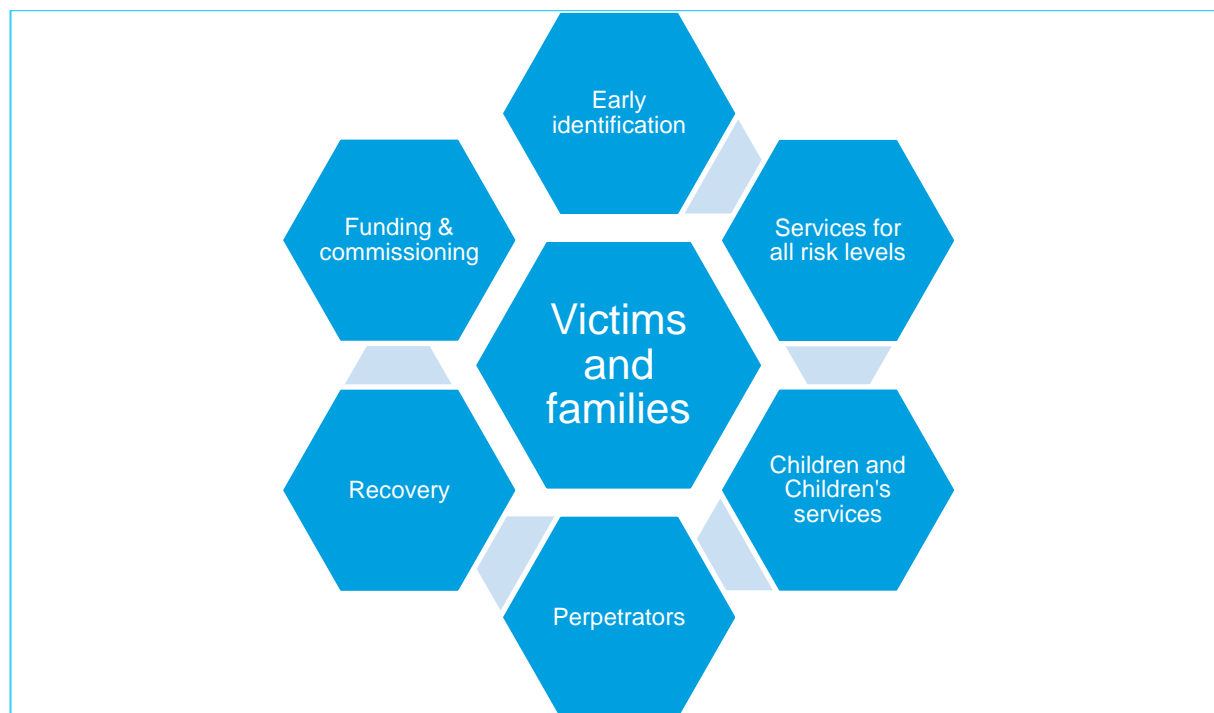 Early
identification
Funding &
commissioning
Services for
all risk levels
Victims
and
families
Recovery
Children and
Children's
services
Perpetrators